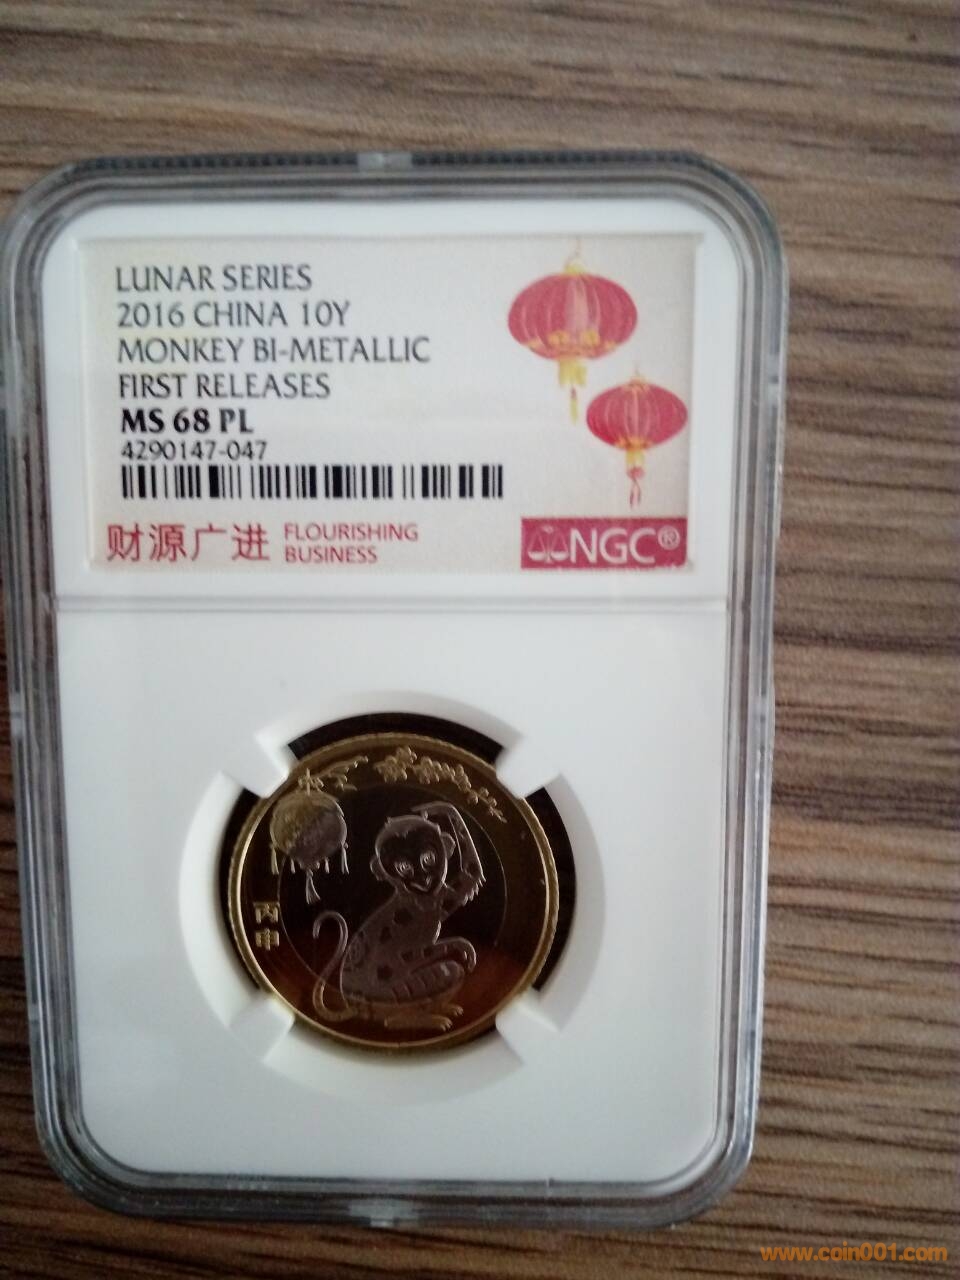 LUNAR SERIES
2016 CHINA 10Y
MONKEY BI-METALLIC
FIRST RELEASES
MS 68 PL
4290147-047
财源广进 FLOURISHING
BUSINESS
NGC®
丙申
www.coin001.com